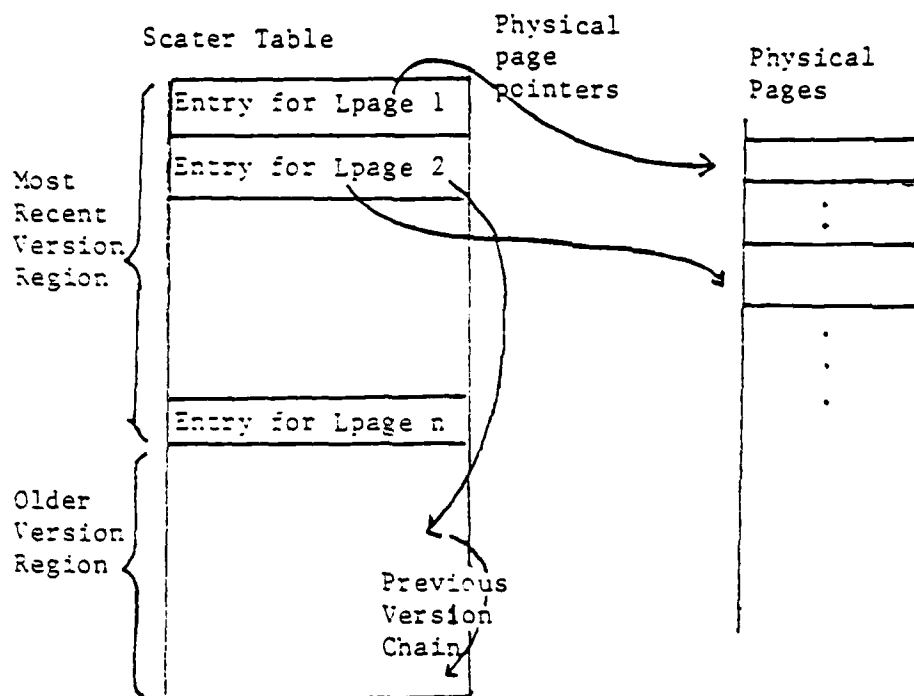 Scater Table
Physical
page
pointers
Physical
Pages
Entry for Lpage 1
Entry for Lpage 2
Most
Recent
Version
Region
Entry for Lpage n
Older
Version
Region
Previous
Version
Chain